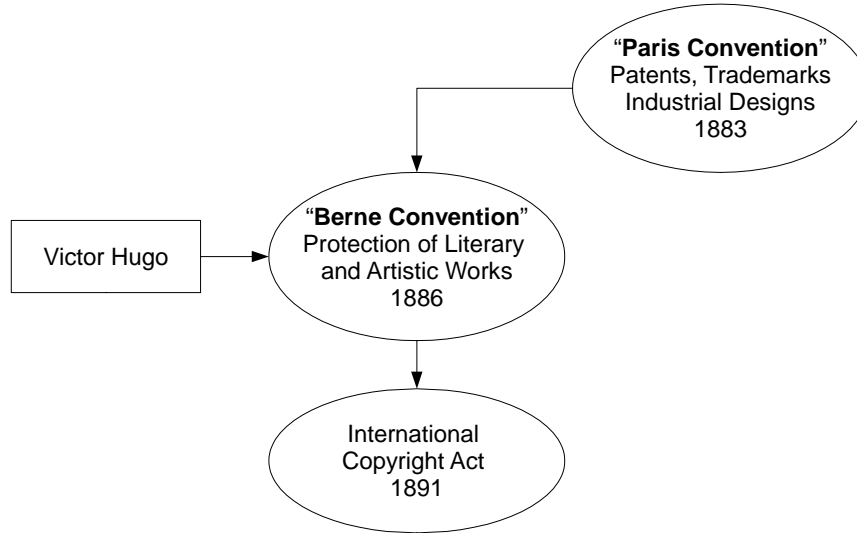 “Paris Convention”
Patents, Trademarks
Industrial Designs
1883
“Berne Convention”
Protection of Literary
and Artistic Works
1886
Victor Hugo
International
Copyright Act
1891